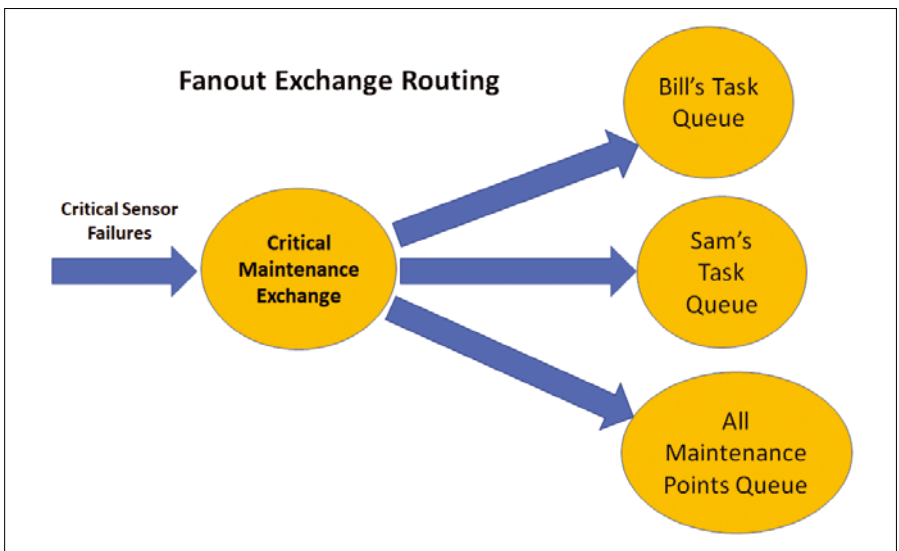 Fanout Exchange Routing
Bill’s Task
Queue
Critical Sensor
Failures
Critical
Maintenance
Exchange
Sam’s
Task
Queue
All
Maintenance
Points Queue